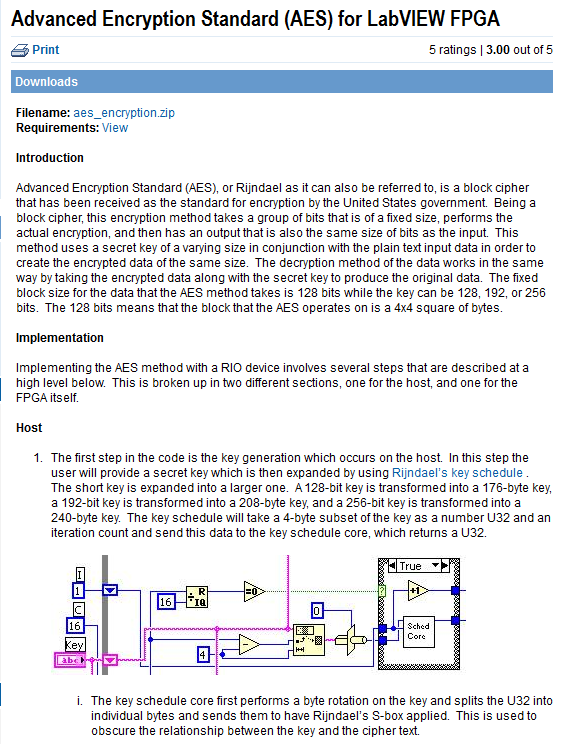 Advanced Encryption Standard (AES) for LabVIEW FPGA
Print
5 ratings | 3.00 out of 5
Downloads
Filename: aes_encryption.zip
Requirements: View
Introduction
Advanced Encryption Standard (AES), or Rijndael as it can also be referred to, is a block cipher
that has been received as the standard for encryption by the United States government.  Being a
block cipher, this encryption method takes a group of bits that is of a fixed size, performs the
actual encryption, and then has an output that is also the same size of bits as the input.  This
method uses a secret key of a varying size in conjunction with the plain text input data in order to
create the encrypted data of the same size.  The decryption method of the data works in the same
way by taking the encrypted data along with the secret key to produce the original data.  The fixed
block size for the data that the AES method takes is 128 bits while the key can be 128, 192, or 256
bits.  The 128 bits means that the block that the AES operates on is a 4x4 square of bytes.
Implementation
Implementing the AES method with a RIO device involves several steps that are described at a
high level below.  This is broken up in two different sections, one for the host, and one for the
FPGA itself.
Host
1. The first step in the code is the key generation which occurs on the host.  In this step the
user will provide a secret key which is then expanded by using Rijndael's key schedule .
The short key is expanded into a larger one.  A 128-bit key is transformed into a 176-byte key,
a 192-bit key is transformed into a 208-byte key, and a 256-bit key is transformed into a
240-byte key.  The key schedule will take a 4-byte subset of the key as a number U32 and an
iteration count and send this data to the key schedule core, which returns a U32.
True
I
1
16
R
IQ
=0
?
+1
C
16
0
Sched
Core
Key
abc
4
i. The key schedule core first performs a byte rotation on the key and splits the U32 into
individual bytes and sends them to have Rijndael's S-box applied.  This is used to
obscure the relationship between the key and the cipher text.